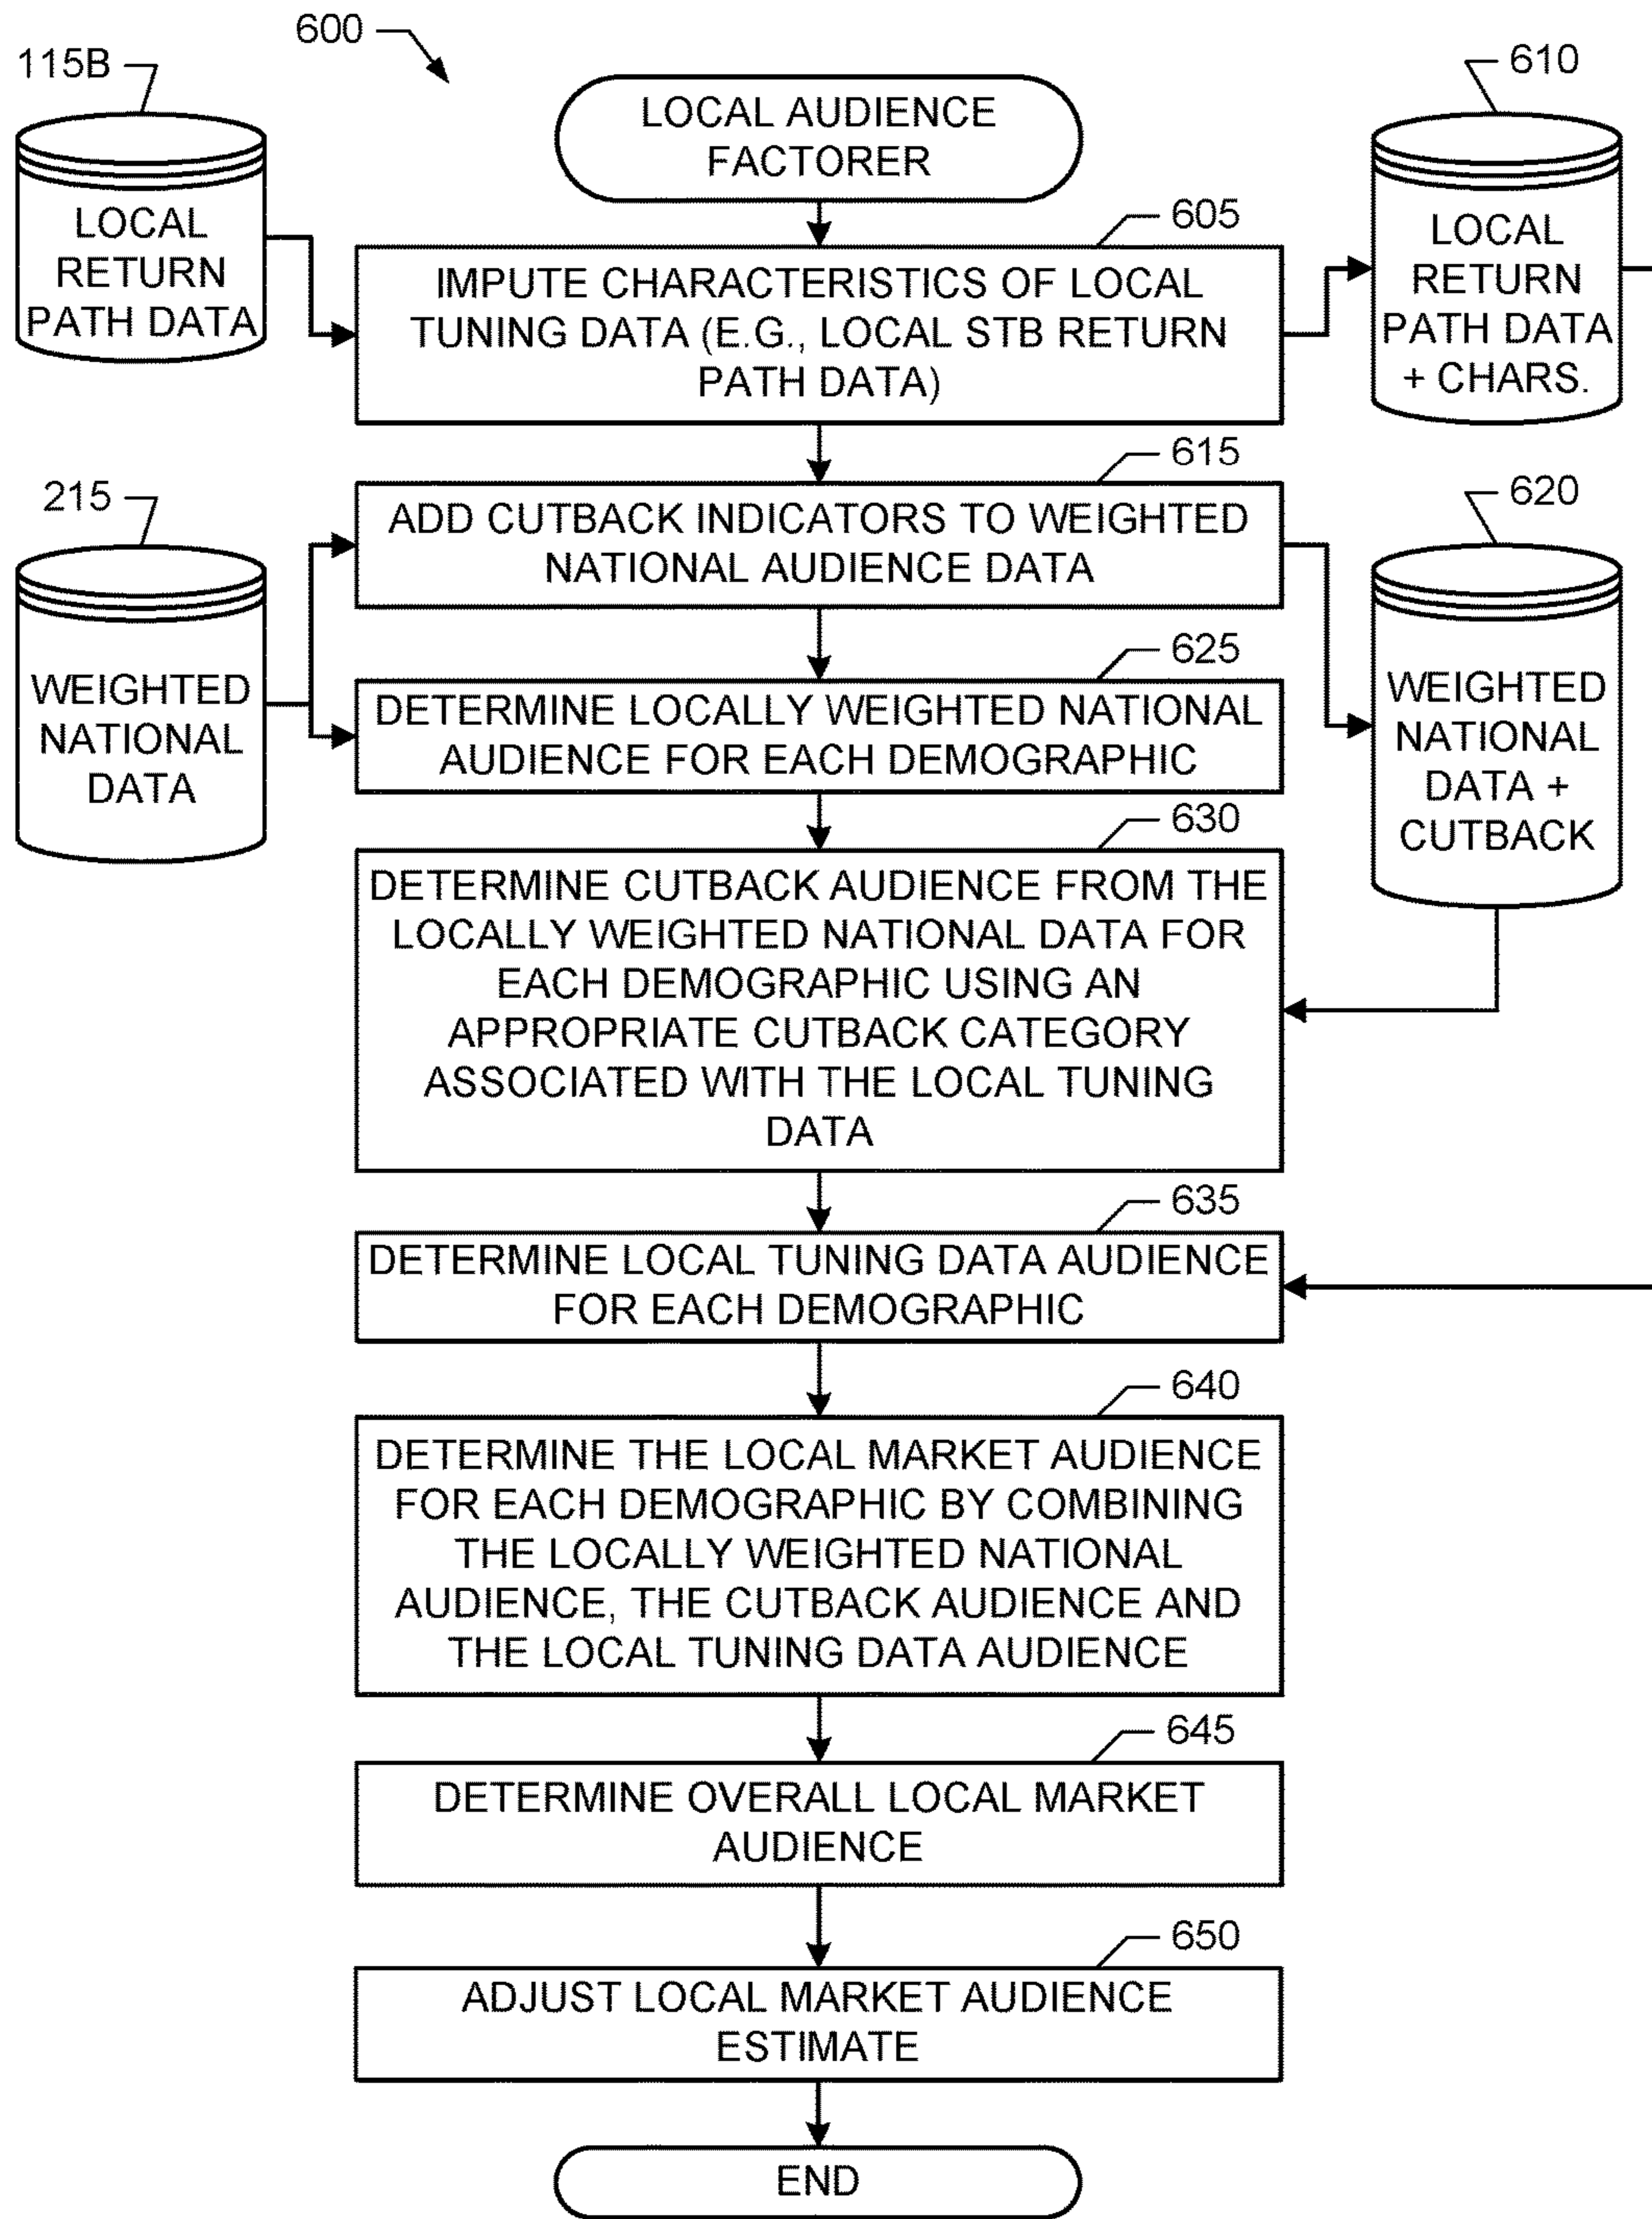 600
115B
LOCAL
RETURN
PATH DATA
LOCAL AUDIENCE
FACTORER
610
LOCAL
RETURN
PATH DATA
+ CHARS.
605
IMPUTE CHARACTERISTICS OF LOCAL
TUNING DATA (E.G., LOCAL STB RETURN
PATH DATA)
615
ADD CUTBACK INDICATORS TO WEIGHTED
NATIONAL AUDIENCE DATA
215
WEIGHTED
NATIONAL
DATA
620
WEIGHTED
NATIONAL
DATA +
CUTBACK
625
DETERMINE LOCALLY WEIGHTED NATIONAL
AUDIENCE FOR EACH DEMOGRAPHIC
630
DETERMINE CUTBACK AUDIENCE FROM THE
LOCALLY WEIGHTED NATIONAL DATA FOR
EACH DEMOGRAPHIC USING AN
APPROPRIATE CUTBACK CATEGORY
ASSOCIATED WITH THE LOCAL TUNING
DATA
635
DETERMINE LOCAL TUNING DATA AUDIENCE
FOR EACH DEMOGRAPHIC
640
DETERMINE THE LOCAL MARKET AUDIENCE
FOR EACH DEMOGRAPHIC BY COMBINING
THE LOCALLY WEIGHTED NATIONAL
AUDIENCE, THE CUTBACK AUDIENCE AND
THE LOCAL TUNING DATA AUDIENCE
645
DETERMINE OVERALL LOCAL MARKET
AUDIENCE
650
ADJUST LOCAL MARKET AUDIENCE
ESTIMATE
END